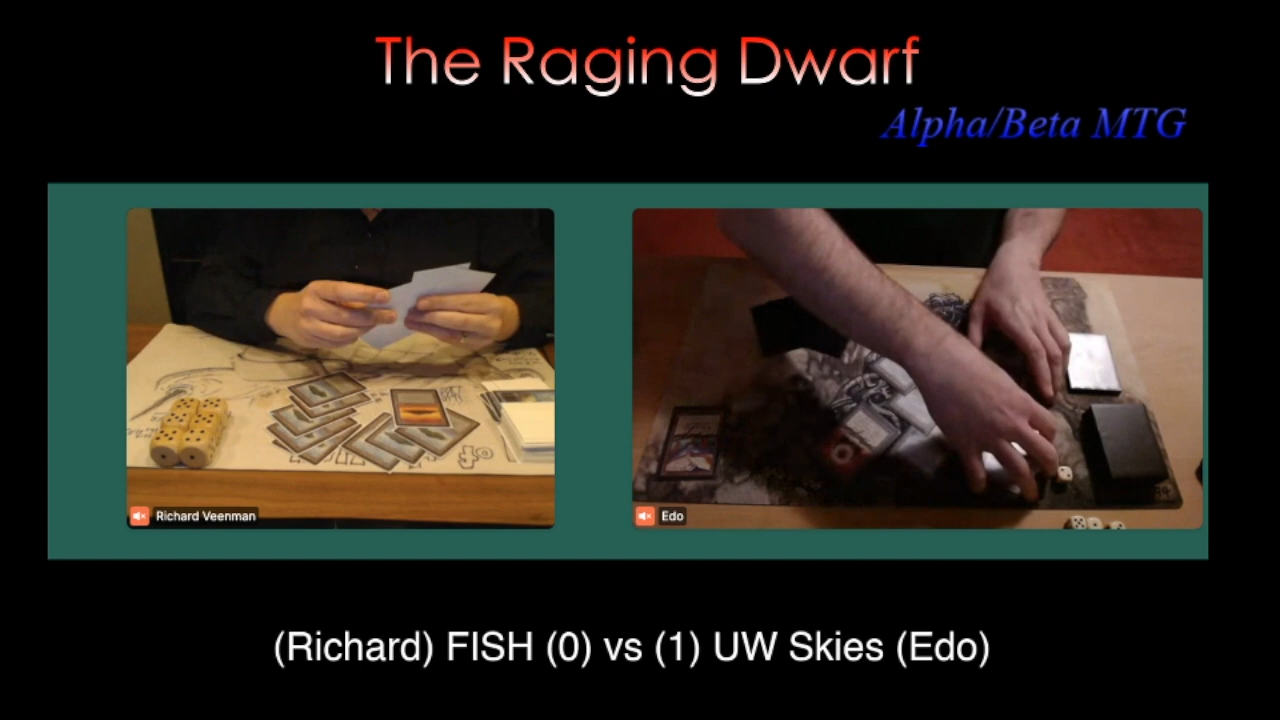 The Raging Dwarf
Alpha/Beta MTG
Richard Veenman
Edo
(Richard) FISH (0) vs (1) UW Skies (Edo)